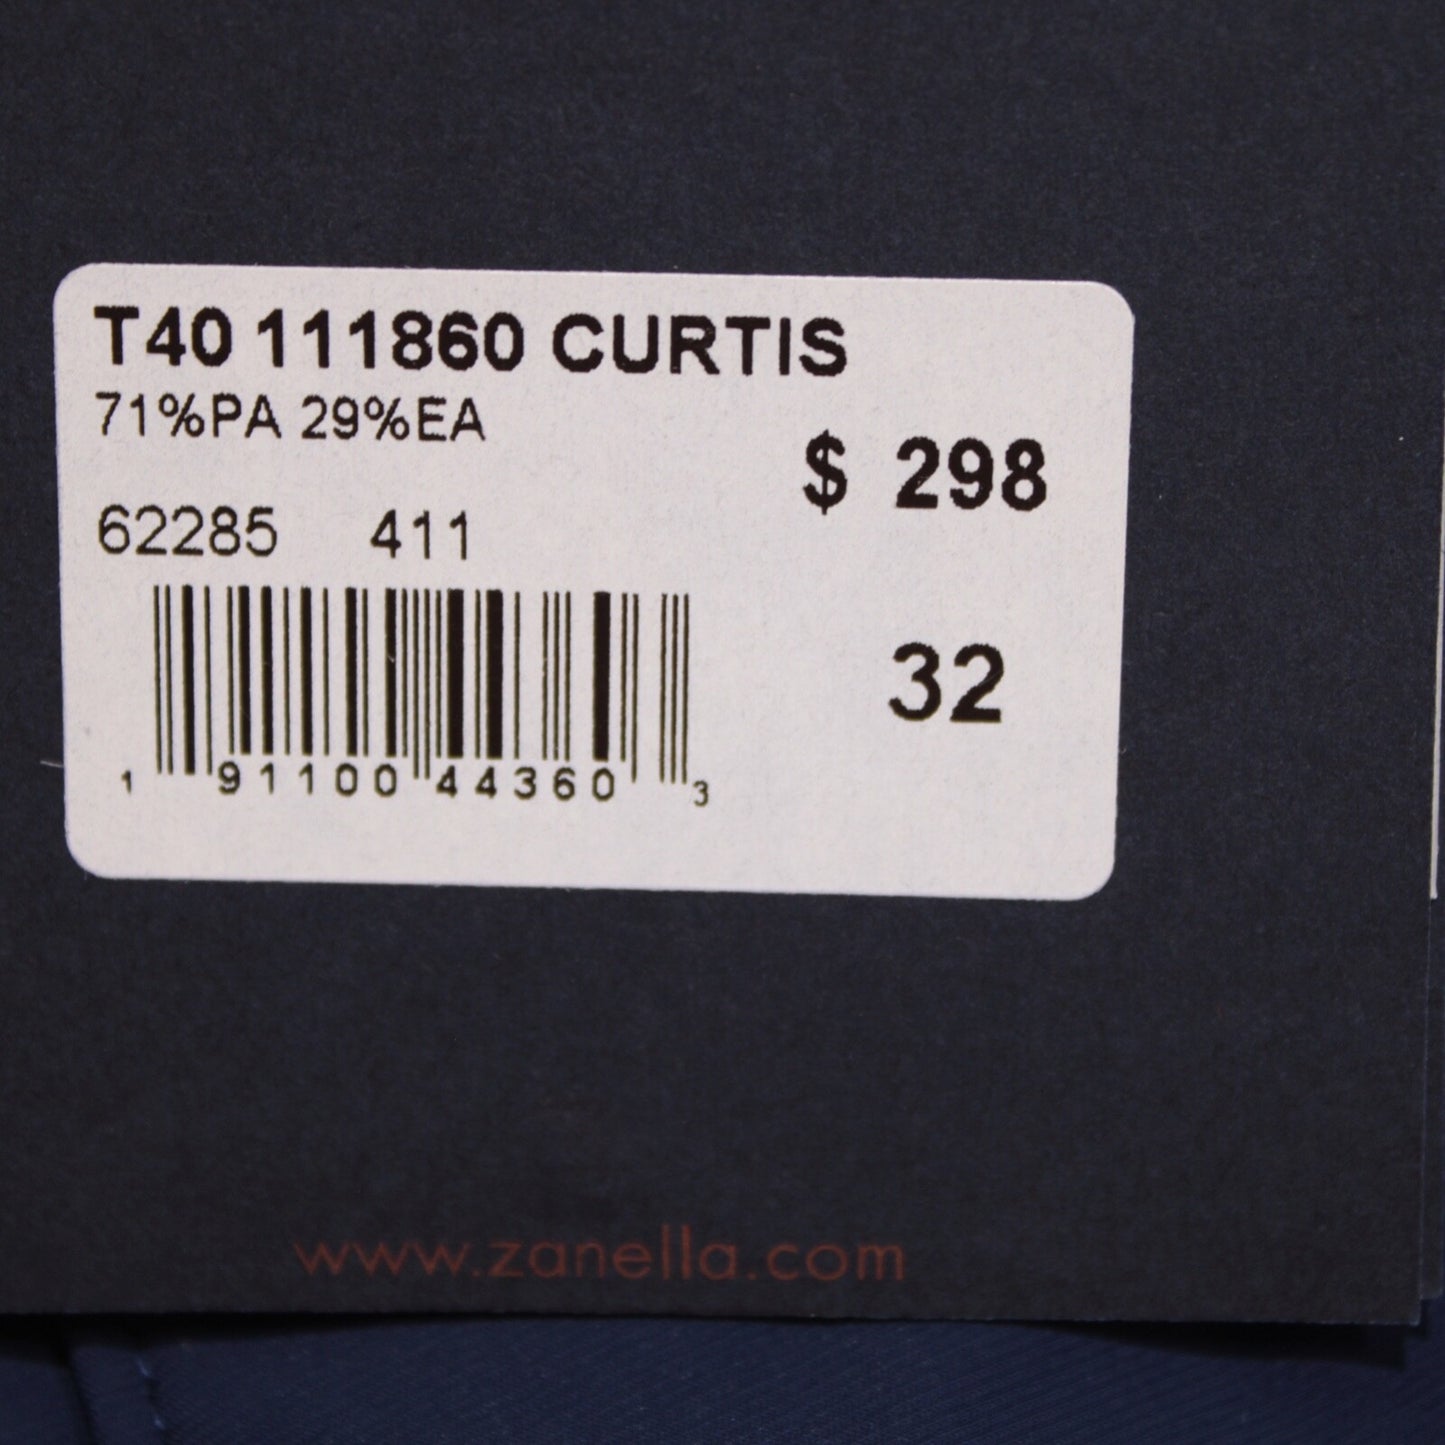 T40 111860 CURTIS
71%PA 29%EA
$ 298
62285 411
32
1 91100 44360 3
www.zanella.com